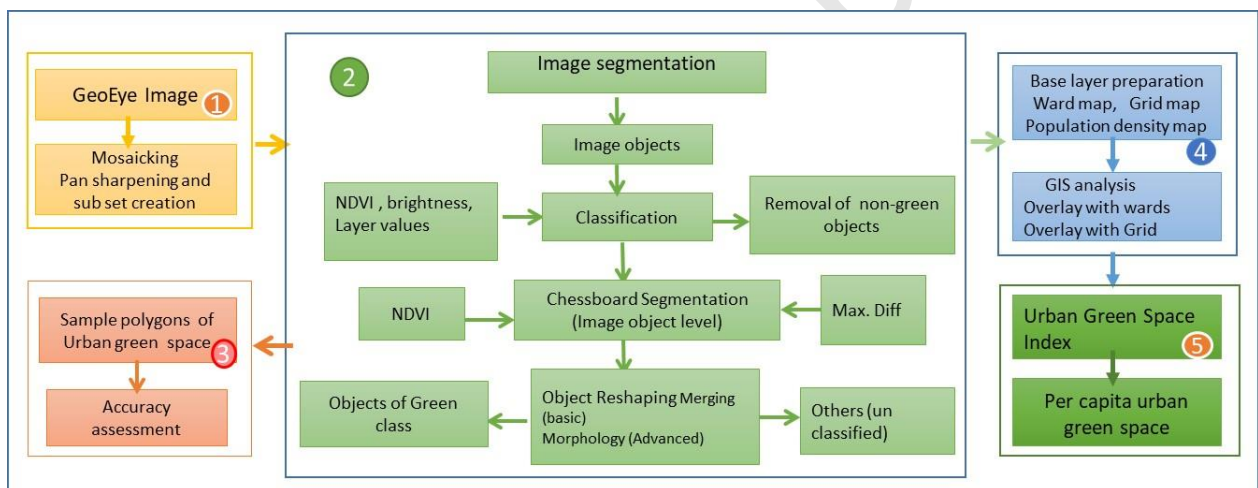 GeoEye Image
1
Mosaicking
Pan sharpening and
sub set creation
2
Image segmentation
Image objects
NDVI , brightness,
Layer values
Classification
Removal of non-green
objects
NDVI
Chessboard Segmentation
(Image object level)
Max. Diff
Objects of Green
class
Object Reshaping Merging
(basic)
Morphology (Advanced)
Others (un
classified)
Sample polygons of
Urban green space
3
Accuracy
assessment
Base layer preparation
Ward map, Grid map
Population density map
4
GIS analysis
Overlay with wards
Overlay with Grid
Urban Green Space
Index
5
Per capita urban
green space